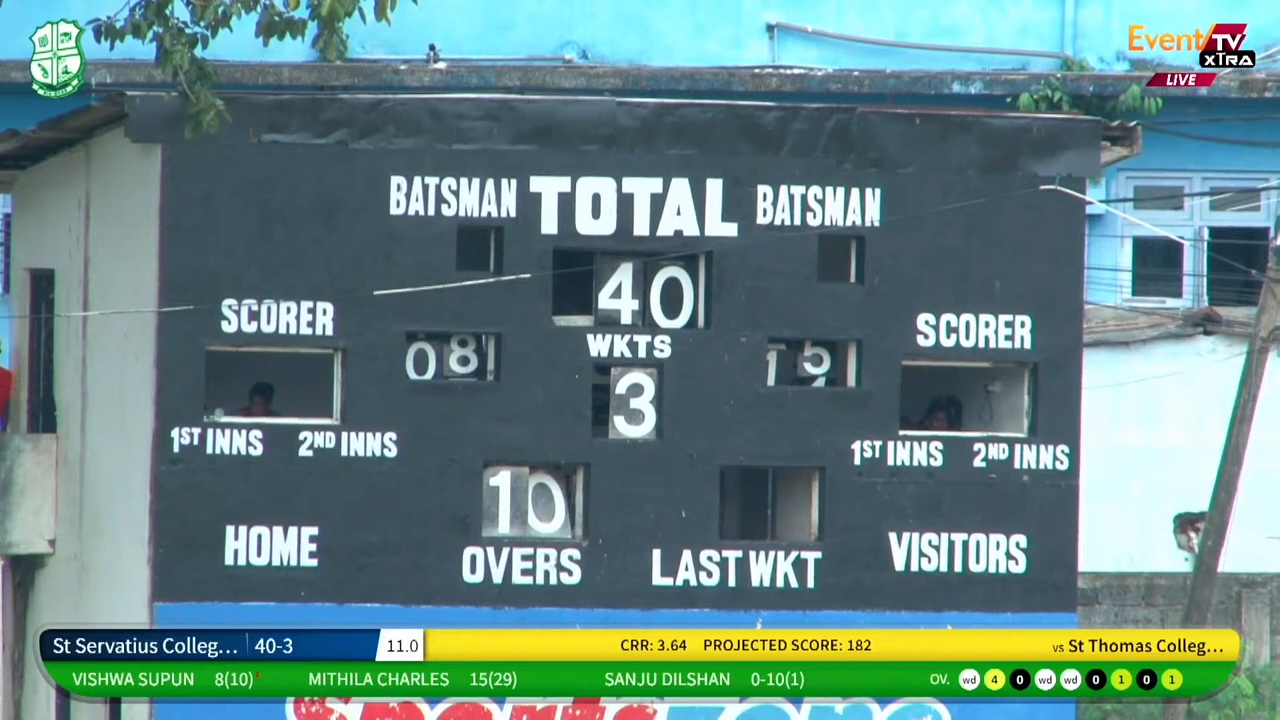 Event TV
XTRA
LIVE
BATSMAN TOTAL BATSMAN
40
SCORER WKTS SCORER
08 3 15
1ST INNS 2ND INNS 1ST INNS 2ND INNS
10
HOME OVERS LAST WKT VISITORS
St Servatius Colleg... 40-3 11.0 CRR: 3.64 PROJECTED SCORE: 182 vs St Thomas Colleg...
VISHWA SUPUN 8(10)* MITHILA CHARLES 15(29) SANJU DILSHAN 0-10(1) OV. wd 4 0 wd wd 0 1 0 1